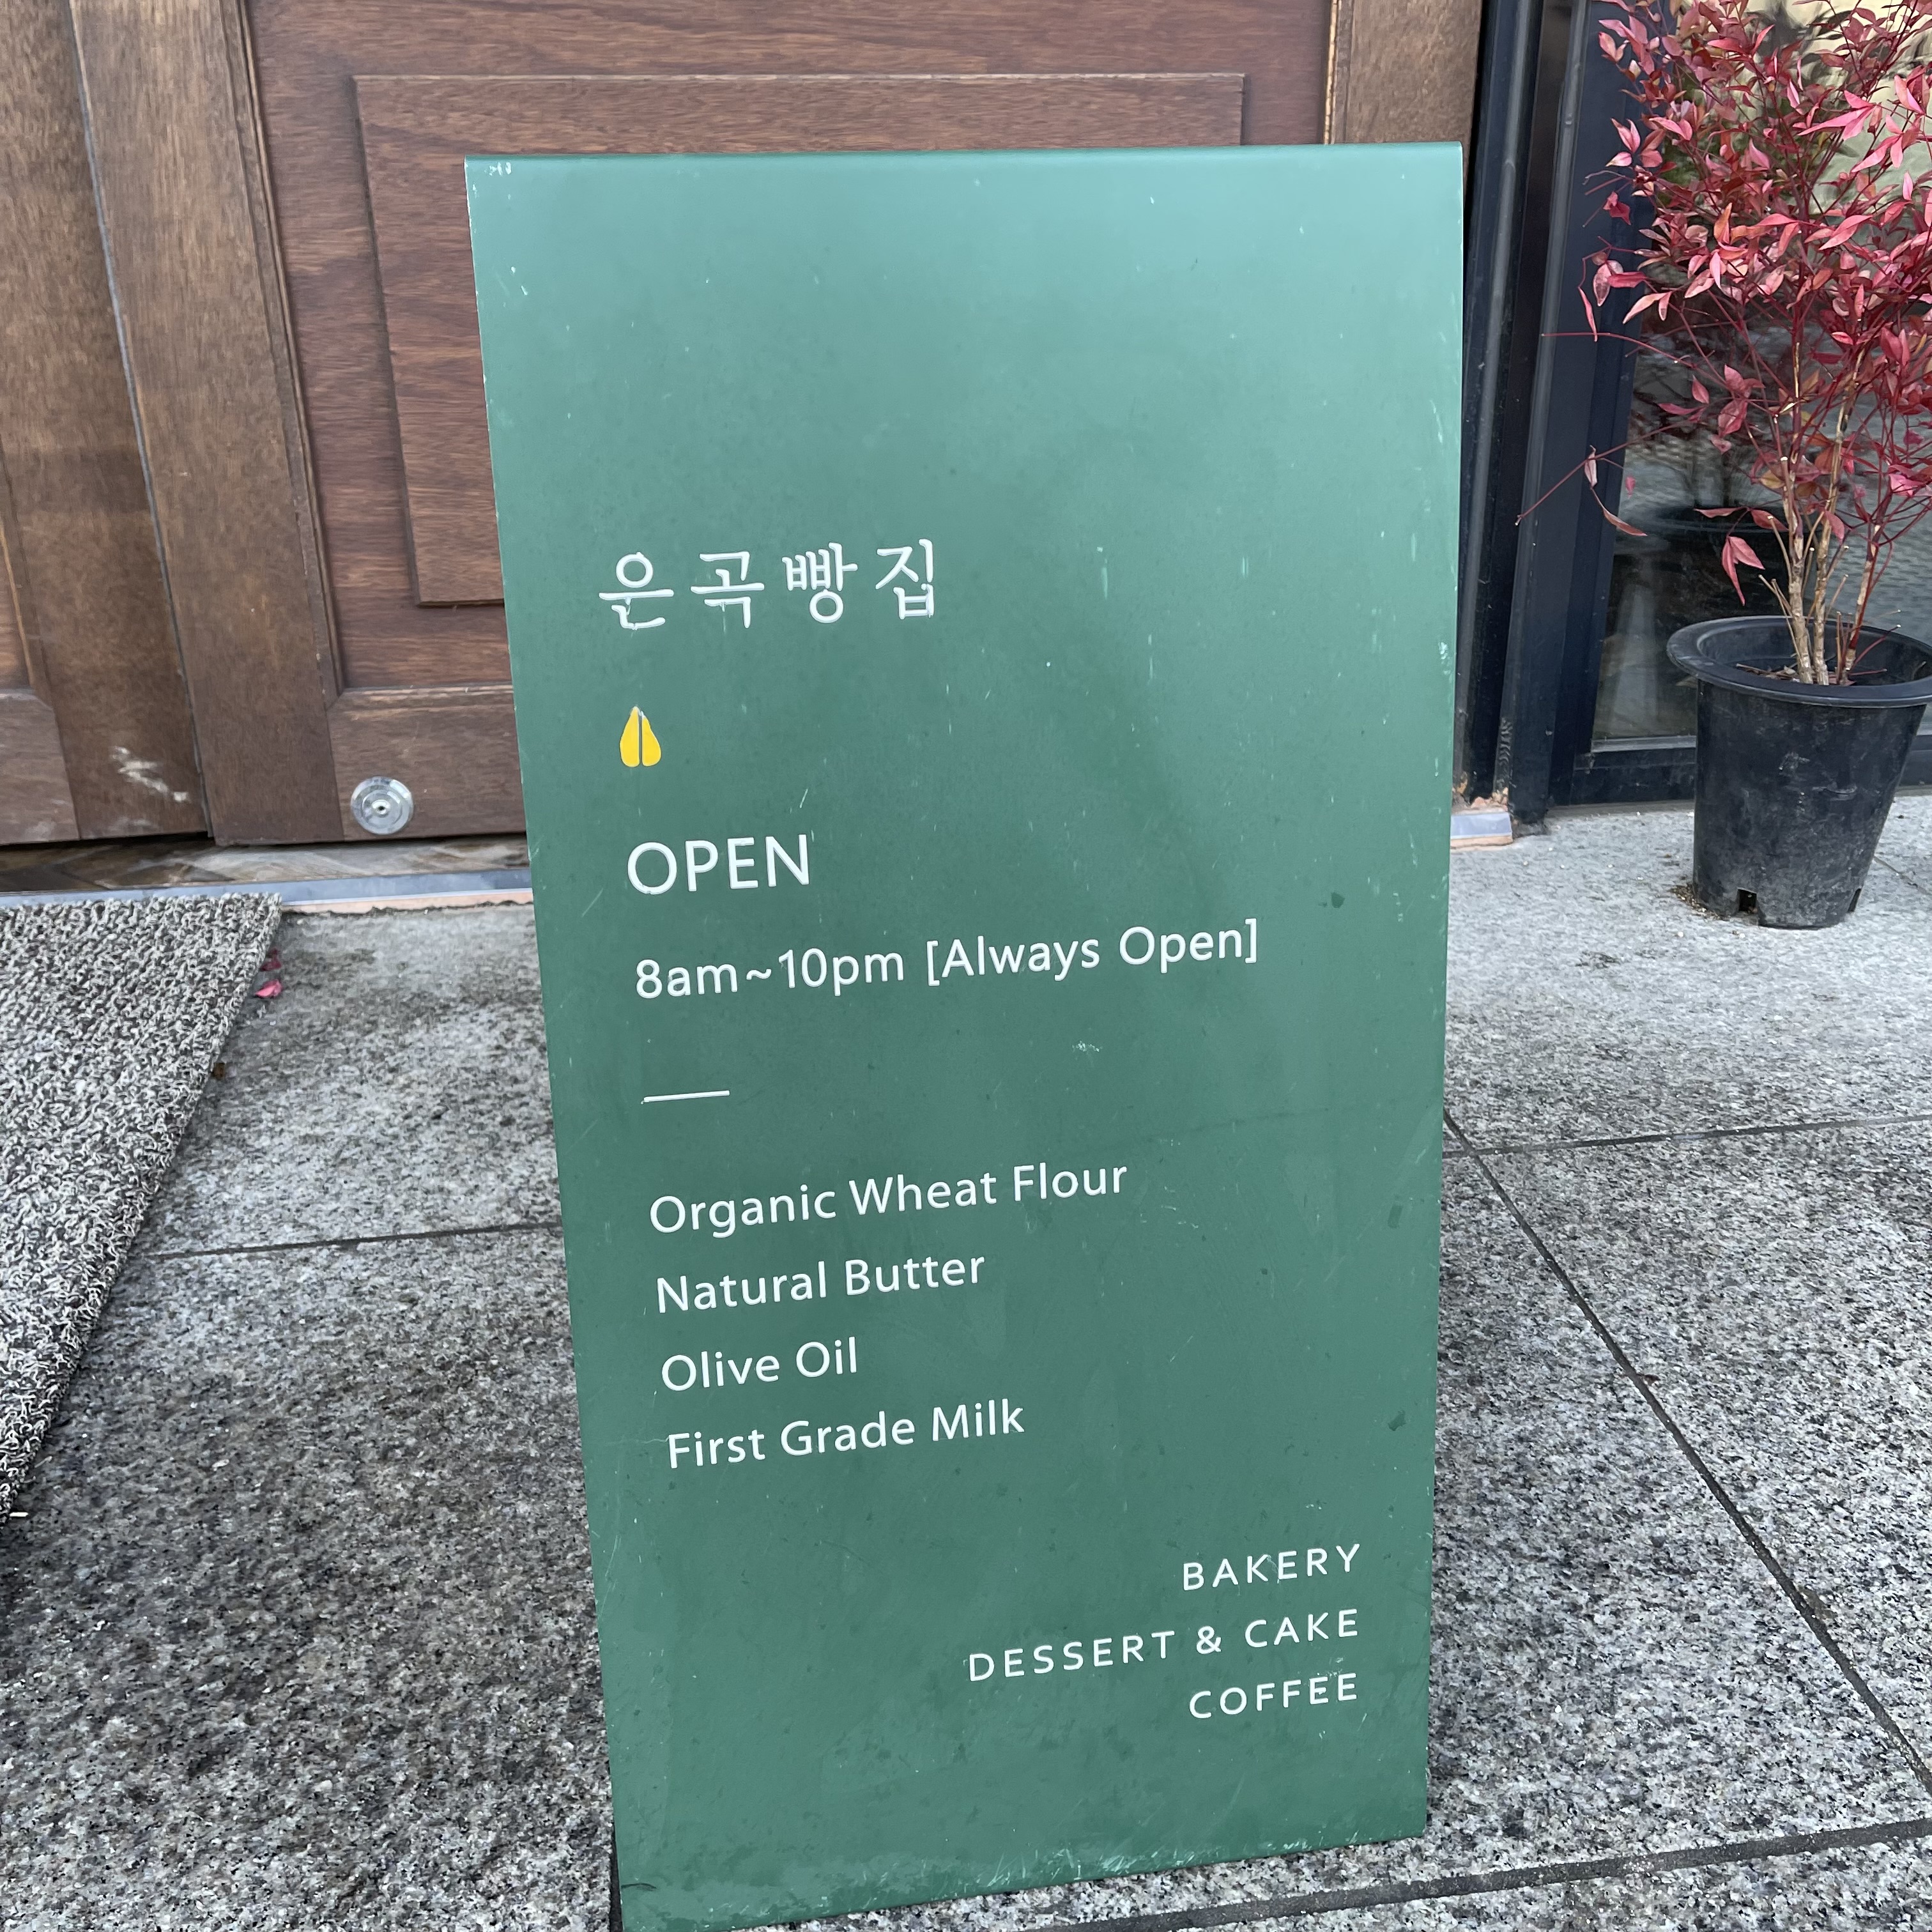 은곡빵집
OPEN
8am~10pm [Always Open]
Organic Wheat Flour
Natural Butter
Olive Oil
First Grade Milk
BAKERY
DESSERT & CAKE
COFFEE